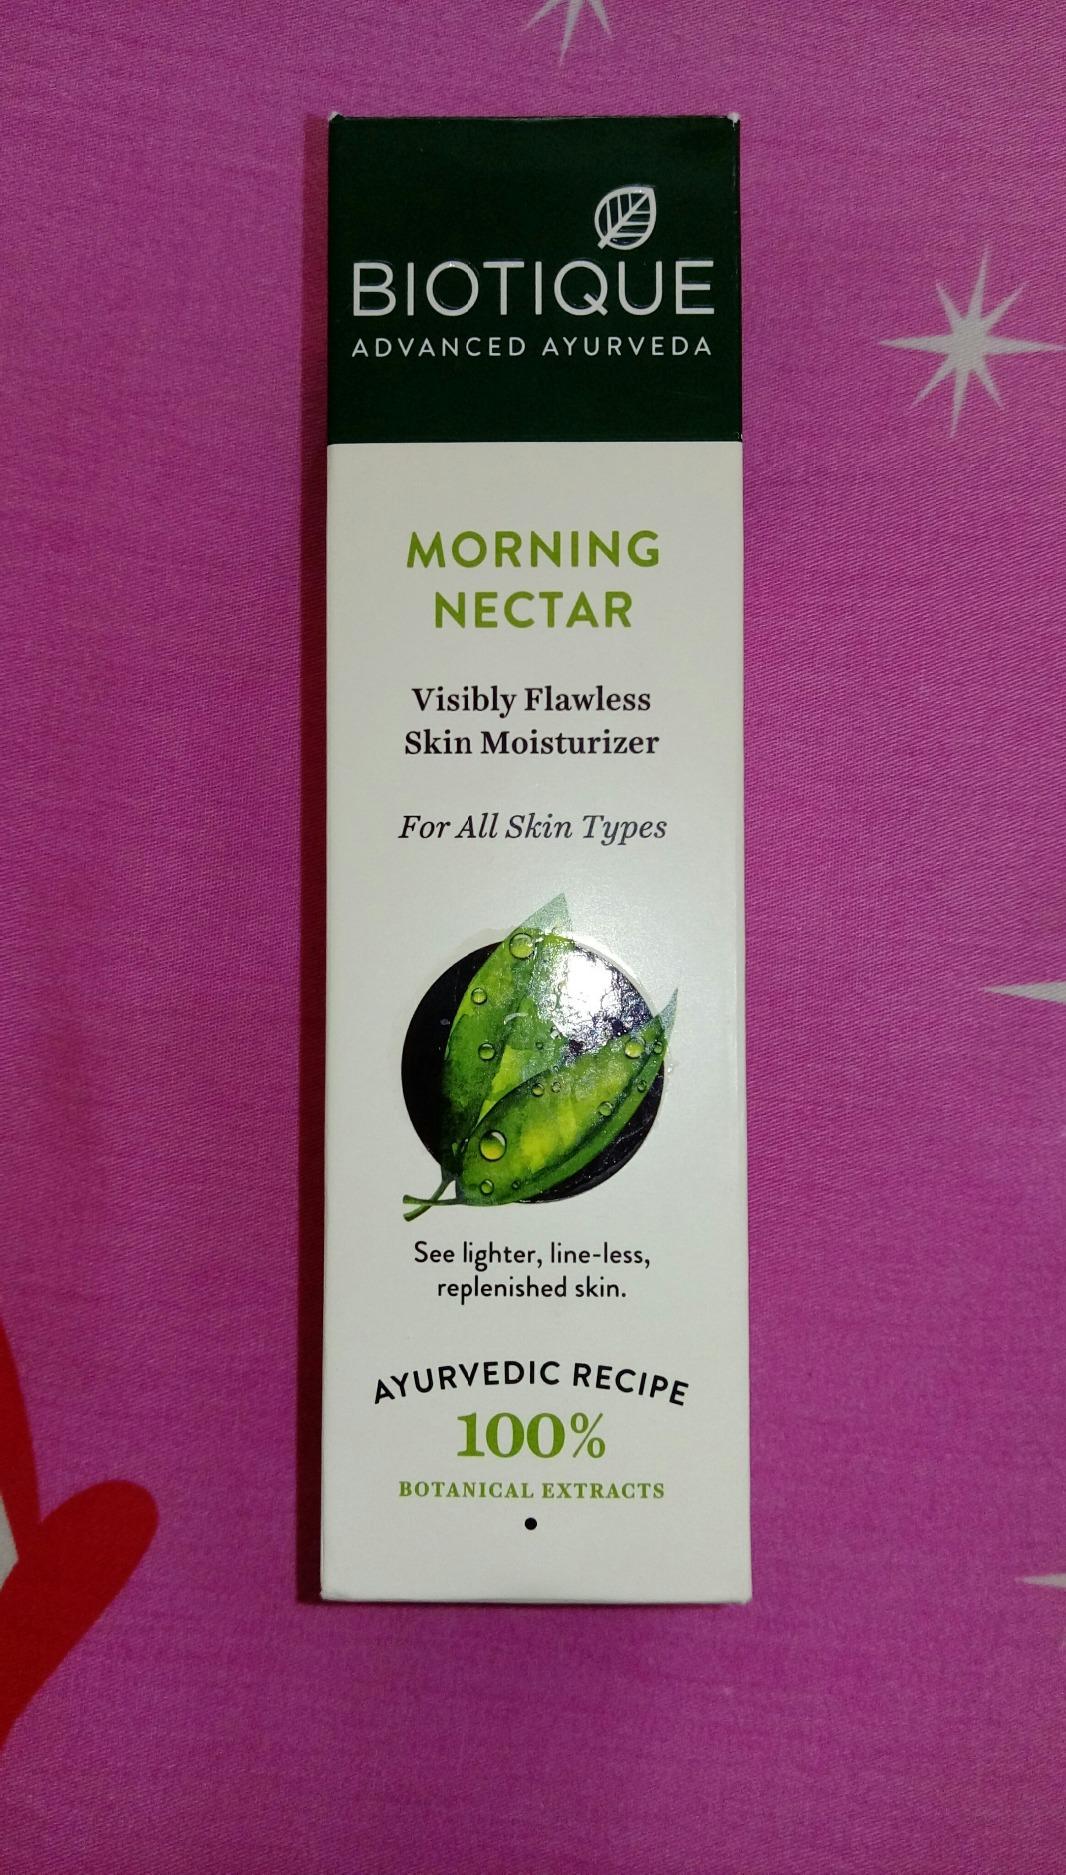 BIOTIQUE
ADVANCED AYURVEDA
MORNING
NECTAR
Visibly Flawless
Skin Moisturizer
For All Skin Types
See lighter, line-less,
replenished skin.
AYURVEDIC RECIPE
100%
BOTANICAL EXTRACTS